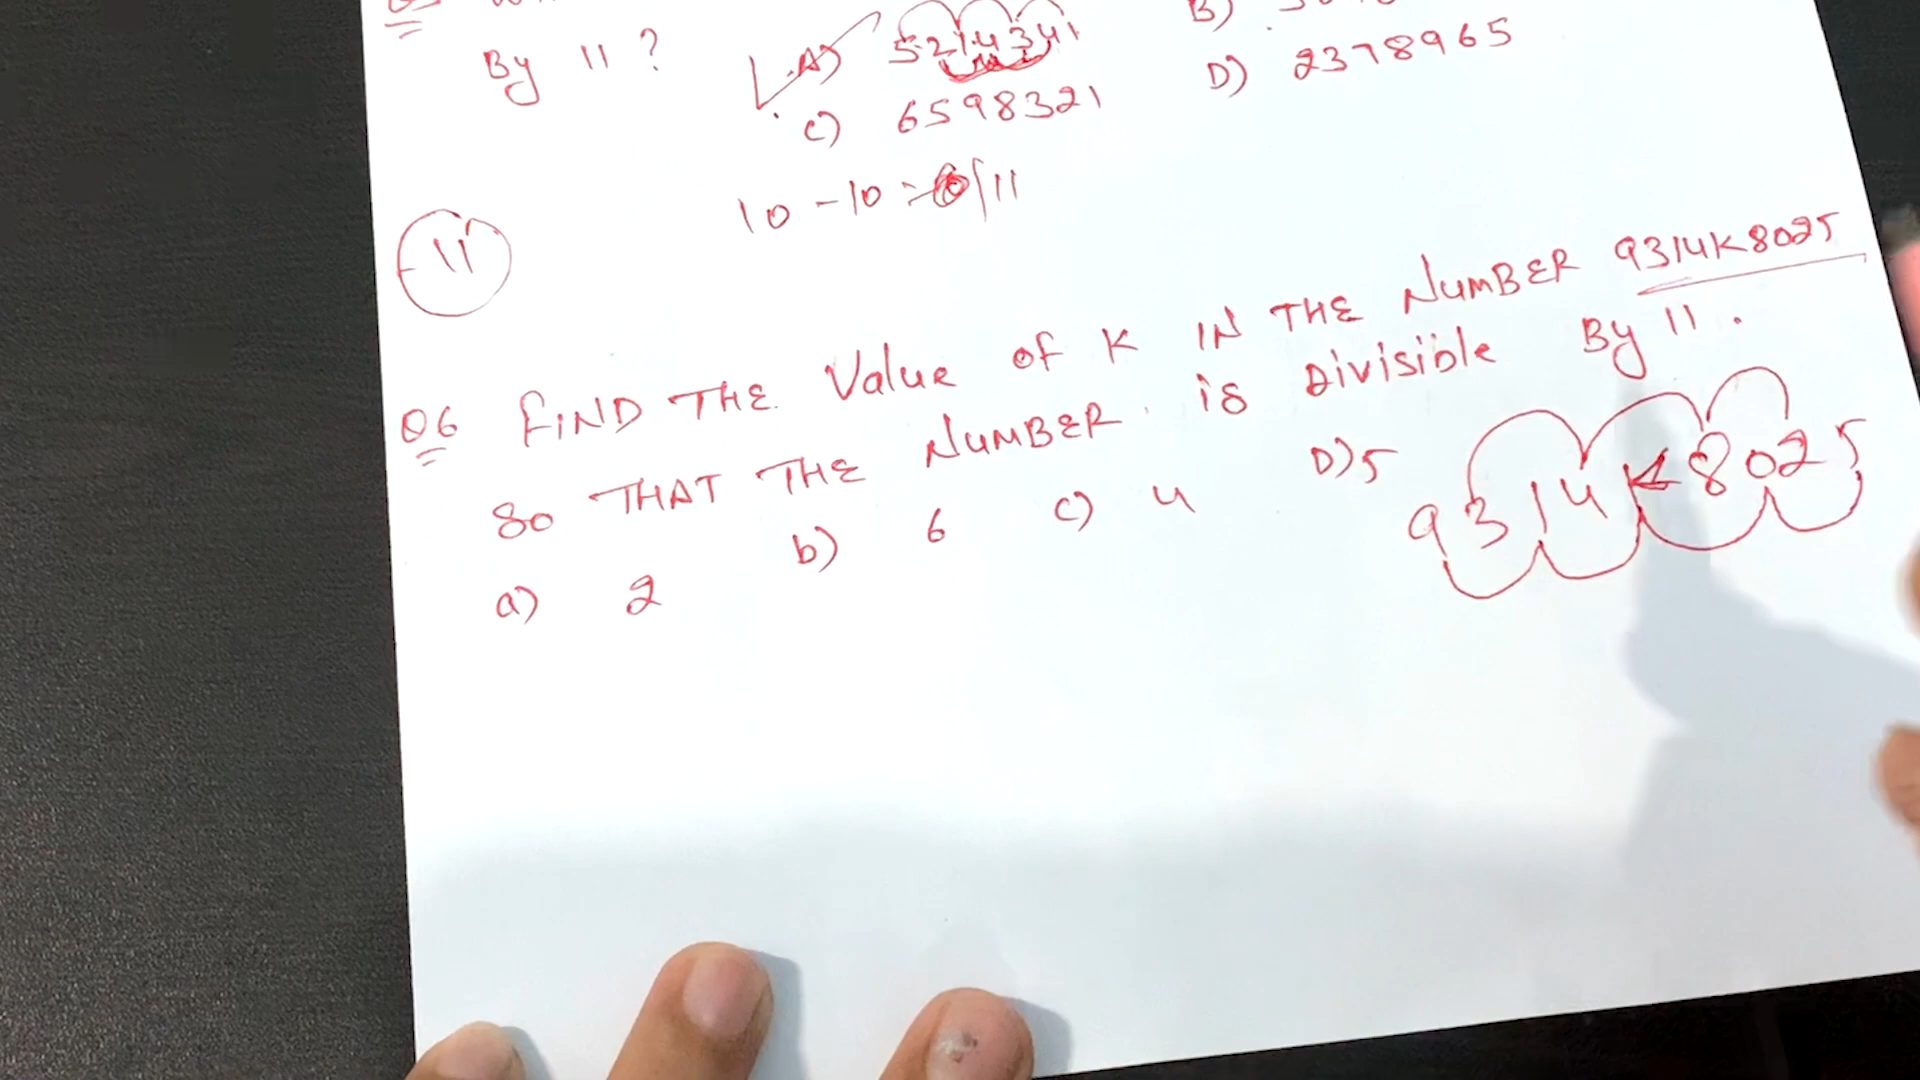 By 11 ?
A) 5214341
B)
C) 6598321
D) 2378965
10 - 10 = 0/11
11
Q6 FIND THE Value of K IN THE NUMBER 9314K8025
SO THAT THE NUMBER is Divisible By 11.
a) 2 b) 6 c) 4 D) 5
9314K8025